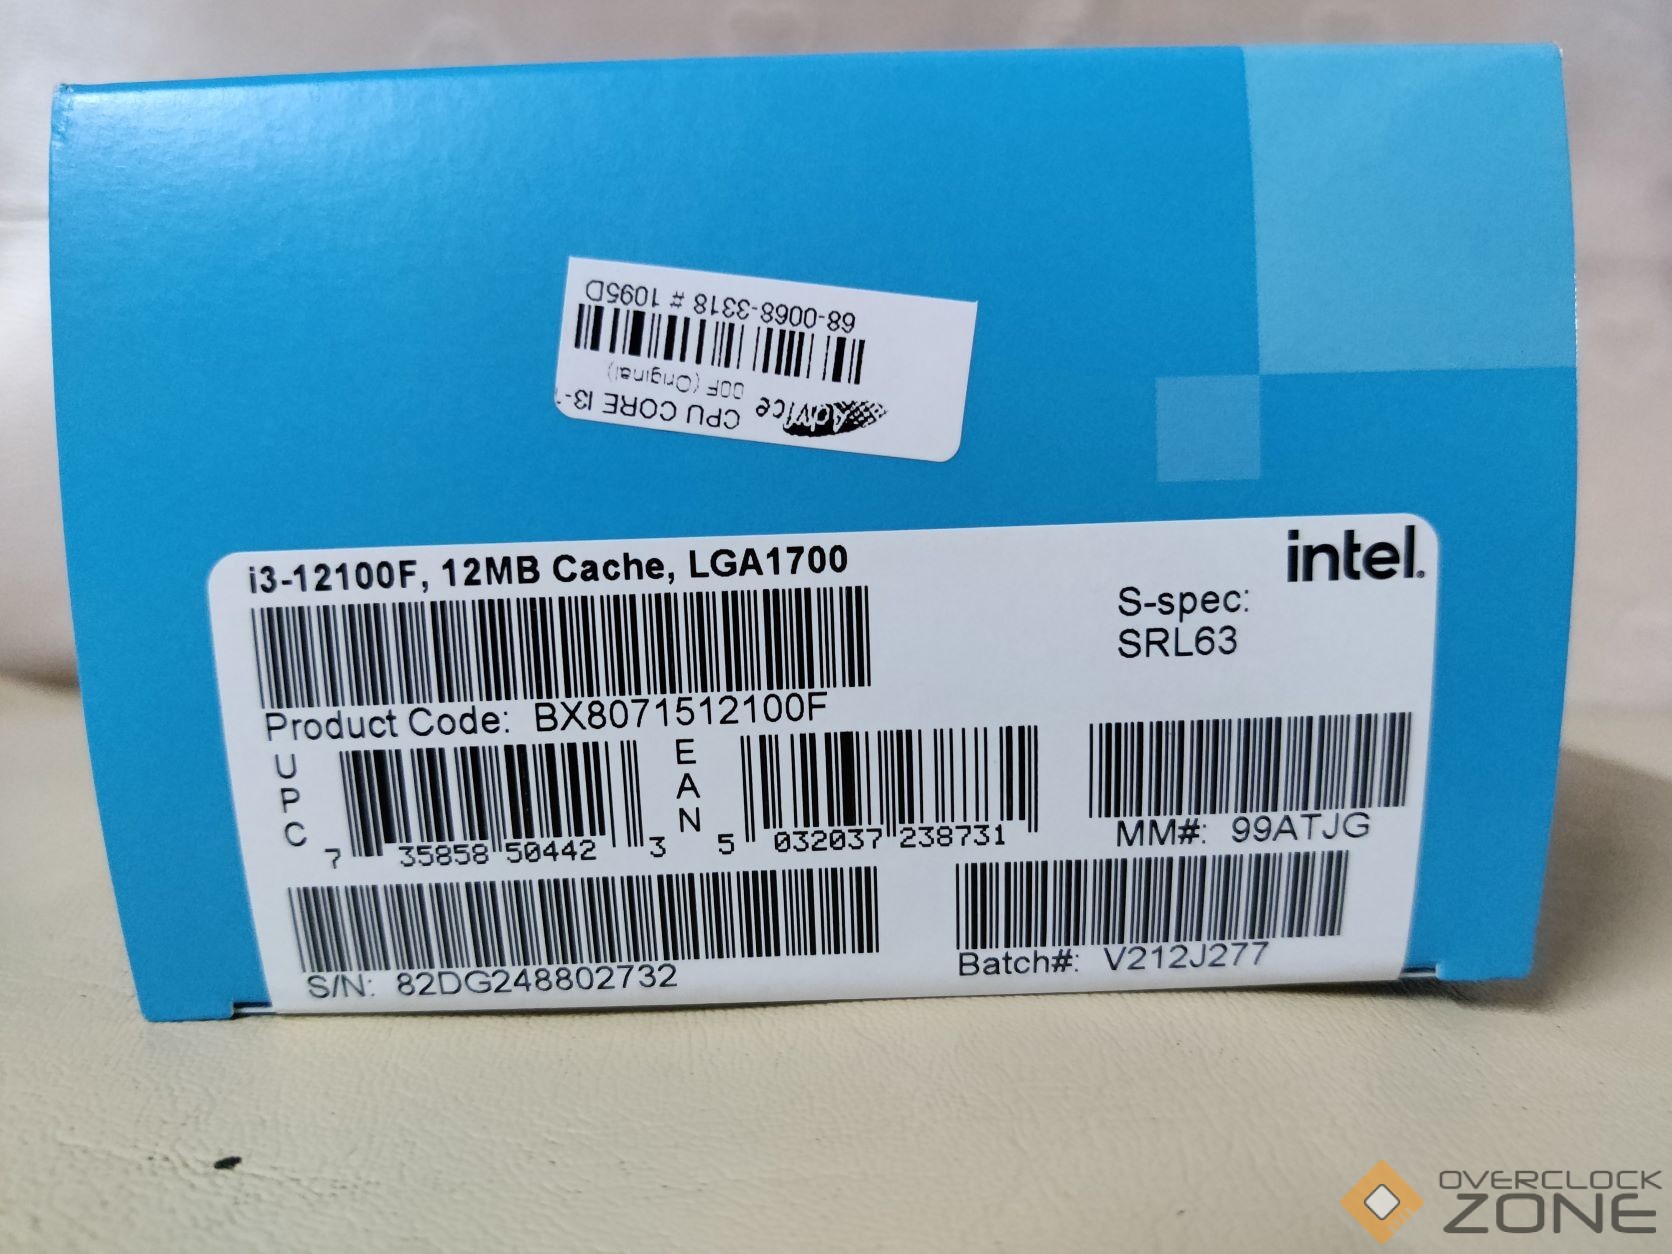 68-0068-3318 # 1095D
00F (Original)
Advice CPU CORE I3-
i3-12100F, 12MB Cache, LGA1700
intel.
S-spec:
SRL63
Product Code: BX8071512100F
UPC
7 35858 50442 3
EAN
5 032037 238731
MM#: 99ATJG
S/N: 82DG248802732
Batch#: V212J277
OVERCLOCK
ZONE